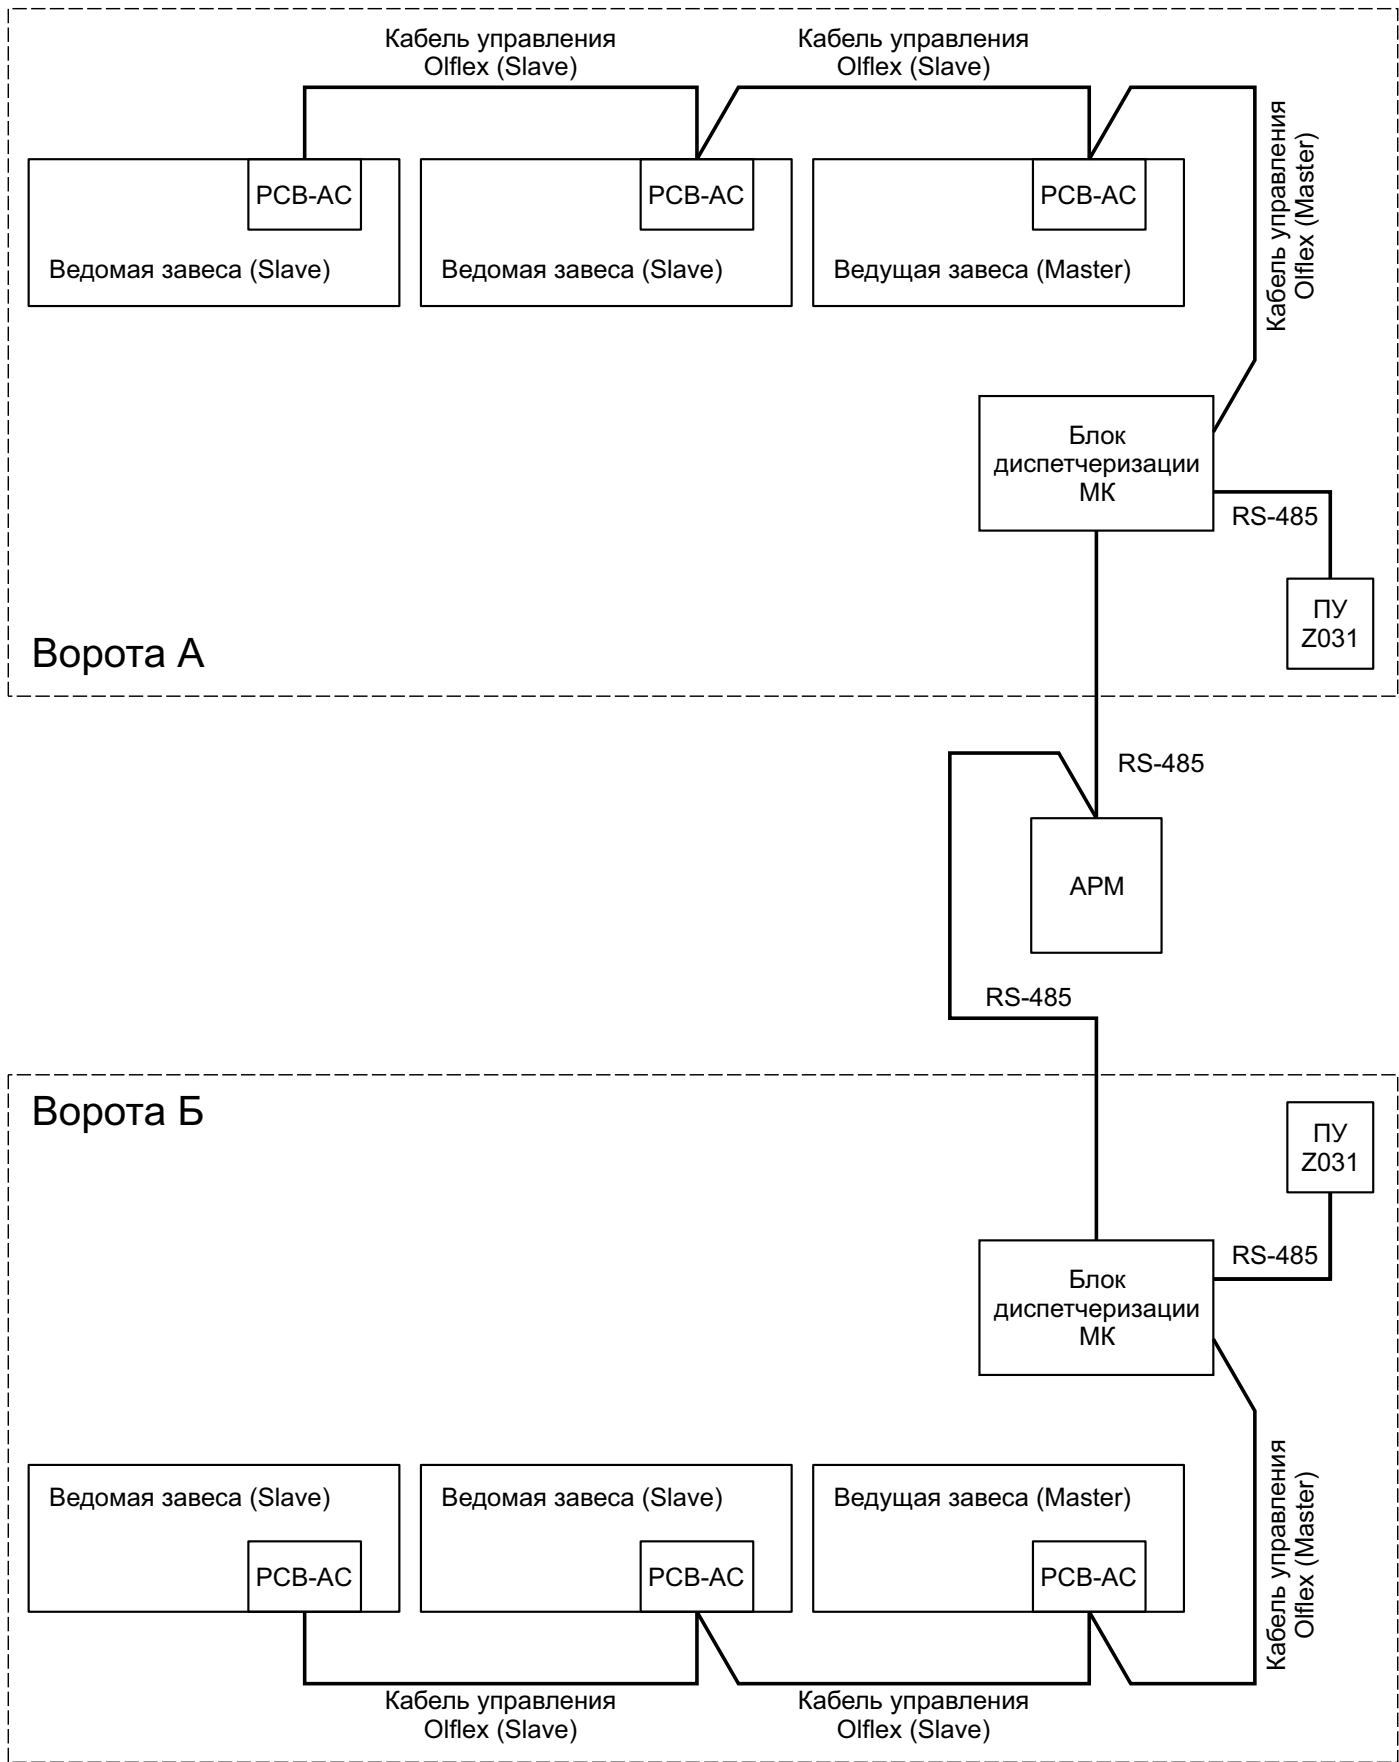 Кабель управления
Olflex (Slave)
Кабель управления
Olflex (Slave)
Кабель управления
Olflex (Master)
PCB-AC
PCB-AC
PCB-AC
Ведомая завеса (Slave)
Ведомая завеса (Slave)
Ведущая завеса (Master)
Блок
диспетчеризации
МК
RS-485
ПУ
Z031
Ворота А
RS-485
АРМ
RS-485
Ворота Б
ПУ
Z031
RS-485
Блок
диспетчеризации
МК
Кабель управления
Olflex (Master)
Ведомая завеса (Slave)
Ведомая завеса (Slave)
Ведущая завеса (Master)
PCB-AC
PCB-AC
PCB-AC
Кабель управления
Olflex (Slave)
Кабель управления
Olflex (Slave)